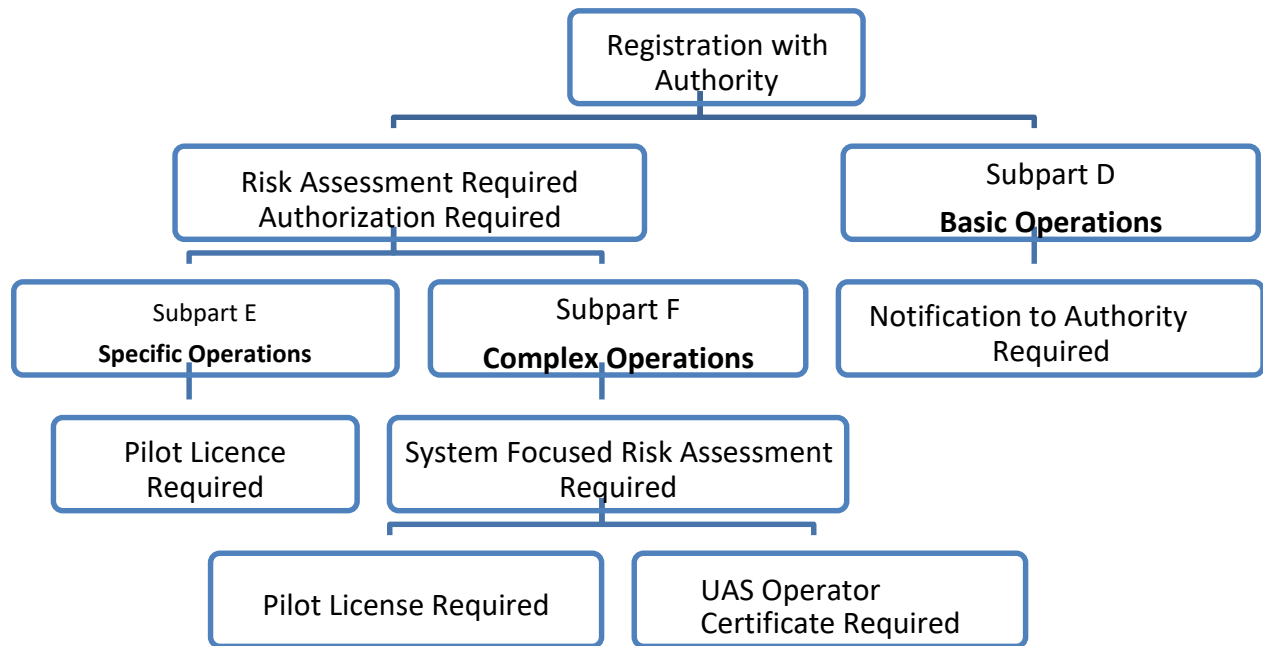 Registration with
Authority
Risk Assessment Required
Authorization Required
Subpart D
Basic Operations
Subpart E
Specific Operations
Subpart F
Complex Operations
Notification to Authority
Required
Pilot Licence
Required
System Focused Risk Assessment
Required
Pilot License Required
UAS Operator
Certificate Required